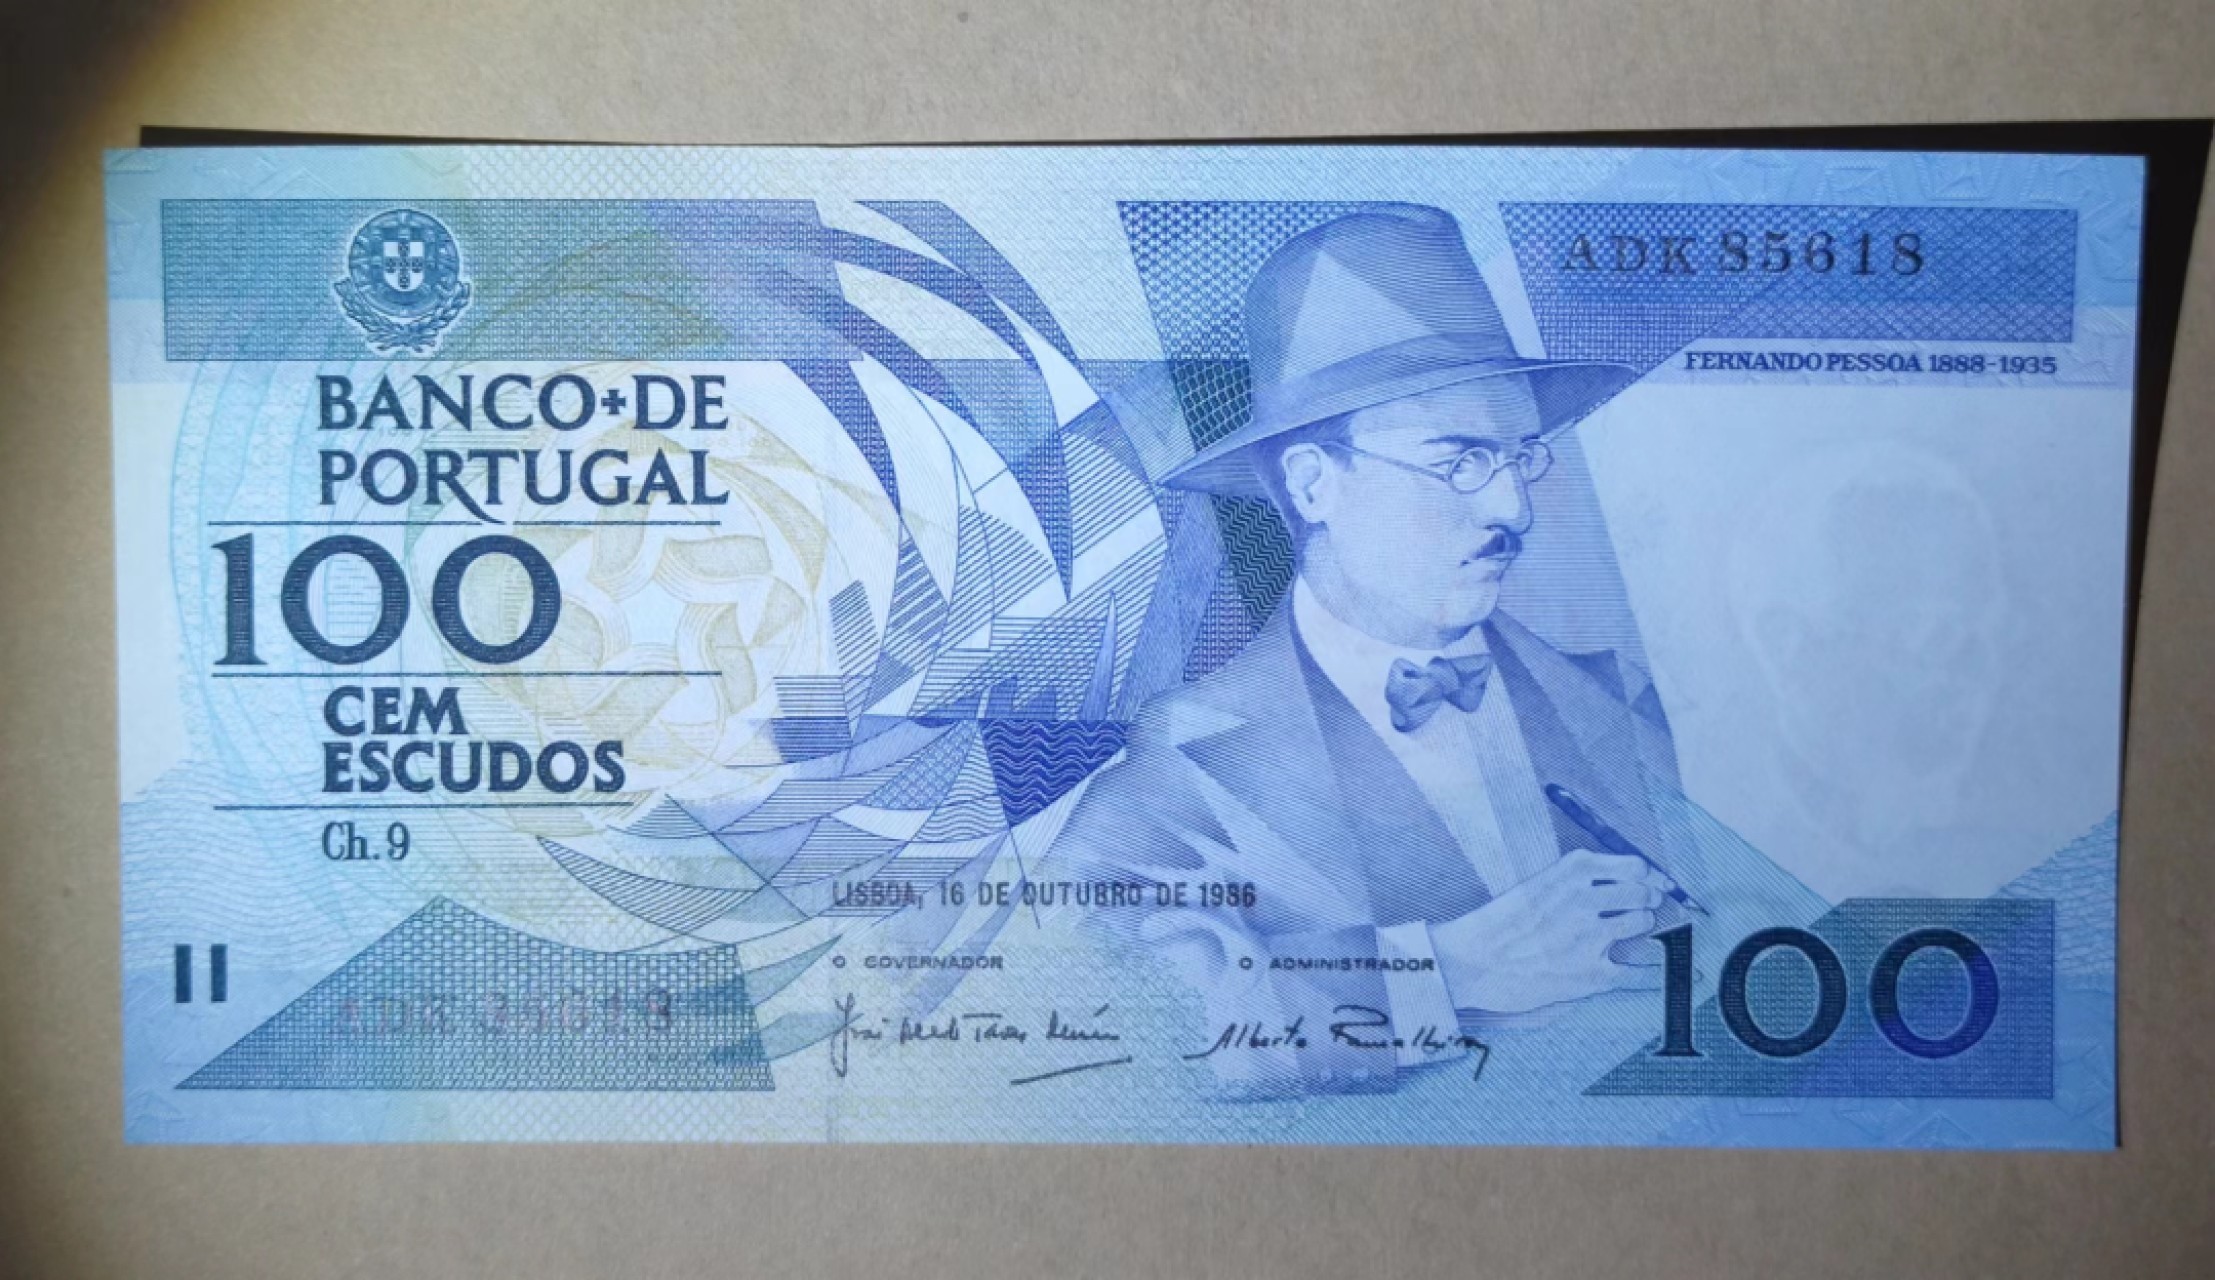 ADK 85618
FERNANDO PESSOA 1888-1935
BANCO+DE
PORTUGAL
100
CEM
ESCUDOS
Ch. 9
LISBOA, 16 DE OUTUBRO DE 1986
O GOVERNADOR
O ADMINISTRADOR
Alberto
100